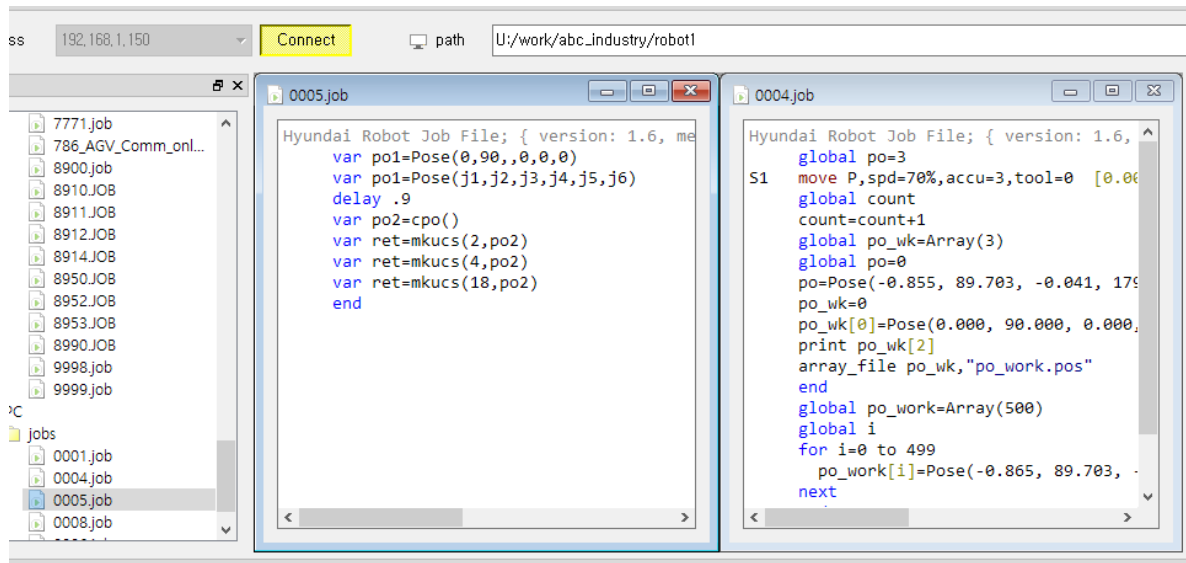 ss 192,168,1,150 Connect path U:/work/abc_industry/robot1
7771.job
786_AGV_Comm_onl...
8900.job
8910.JOB
8911.JOB
8912.JOB
8914.JOB
8950.JOB
8952.JOB
8953.JOB
8990.JOB
9998.job
9999.job
PC
jobs
0001.job
0004.job
0005.job
0008.job
0005.job
Hyundai Robot Job File; { version: 1.6, me
var po1=Pose(0,90,,0,0,0)
var po1=Pose(j1,j2,j3,j4,j5,j6)
delay .9
var po2=cpo()
var ret=mkucs(2,po2)
var ret=mkucs(4,po2)
var ret=mkucs(18,po2)
end
0004.job
Hyundai Robot Job File; { version: 1.6,
global po=3
S1 move P,spd=70%,accu=3,tool=0 [0.00
global count
count=count+1
global po_wk=Array(3)
global po=0
po=Pose(-0.855, 89.703, -0.041, 179
po_wk=0
po_wk[0]=Pose(0.000, 90.000, 0.000,
print po_wk[2]
array_file po_wk,"po_work.pos"
end
global po_work=Array(500)
global i
for i=0 to 499
po_work[i]=Pose(-0.865, 89.703, -
next